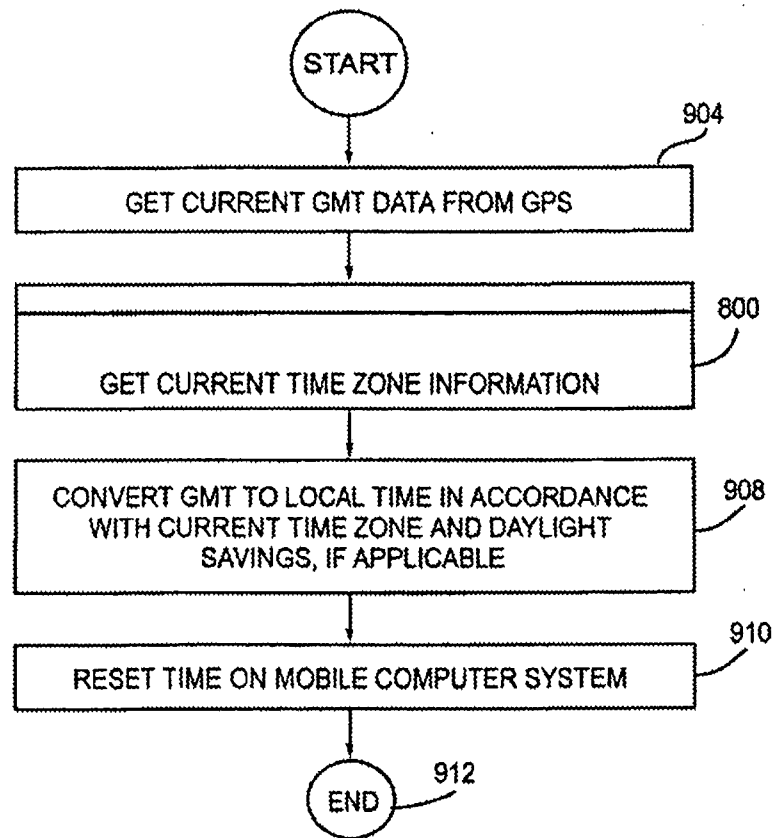 START
904
GET CURRENT GMT DATA FROM GPS
800
GET CURRENT TIME ZONE INFORMATION
CONVERT GMT TO LOCAL TIME IN ACCORDANCE
WITH CURRENT TIME ZONE AND DAYLIGHT
SAVINGS, IF APPLICABLE
908
910
RESET TIME ON MOBILE COMPUTER SYSTEM
912
END